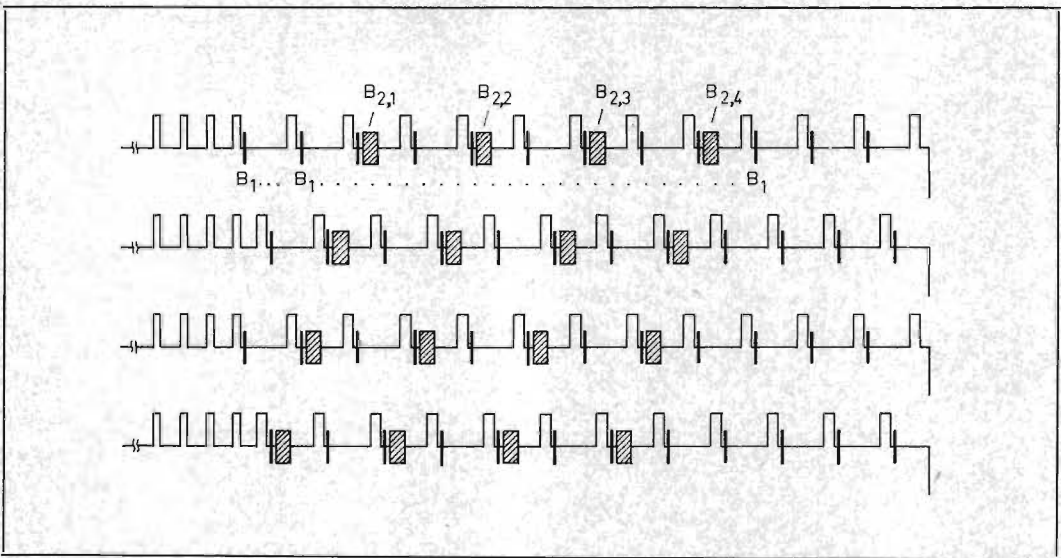 B2,1 B2,2 B2,3 B2,4
B1 . . . B1 . . . . . . . . . . . . . . . . . . . . . . . . . . . . . . . B1